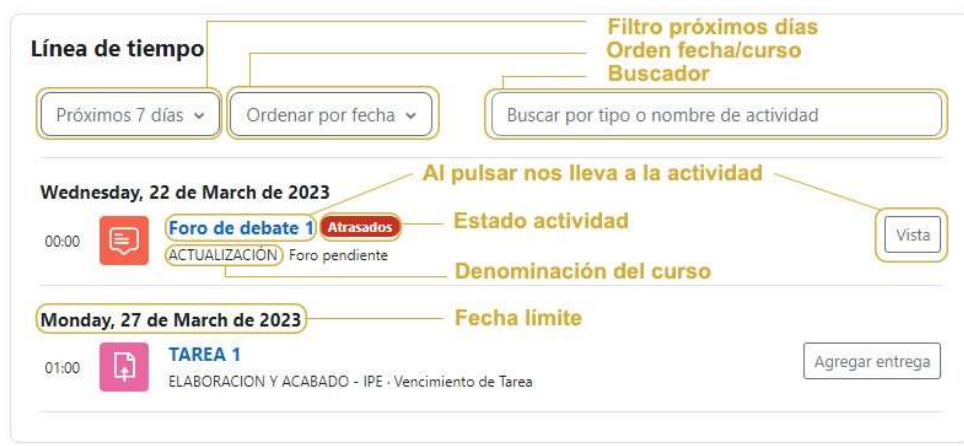 Filtro próximos días
Línea de tiempo
Orden fecha/curso
Buscador
Próximos 7 días
Ordenar por fecha
Buscar por tipo o nombre de actividad
Al pulsar nos lleva a la actividad
Wednesday, 22 de March de 2023
00:00
Foro de debate 1
Atrasados
Estado actividad
Vista
ACTUALIZACIÓN Foro pendiente
Denominación del curso
Monday, 27 de March de 2023
Fecha límite
01:00
TAREA 1
Agregar entrega
ELABORACION Y ACABADO - IPE · Vencimiento de Tarea